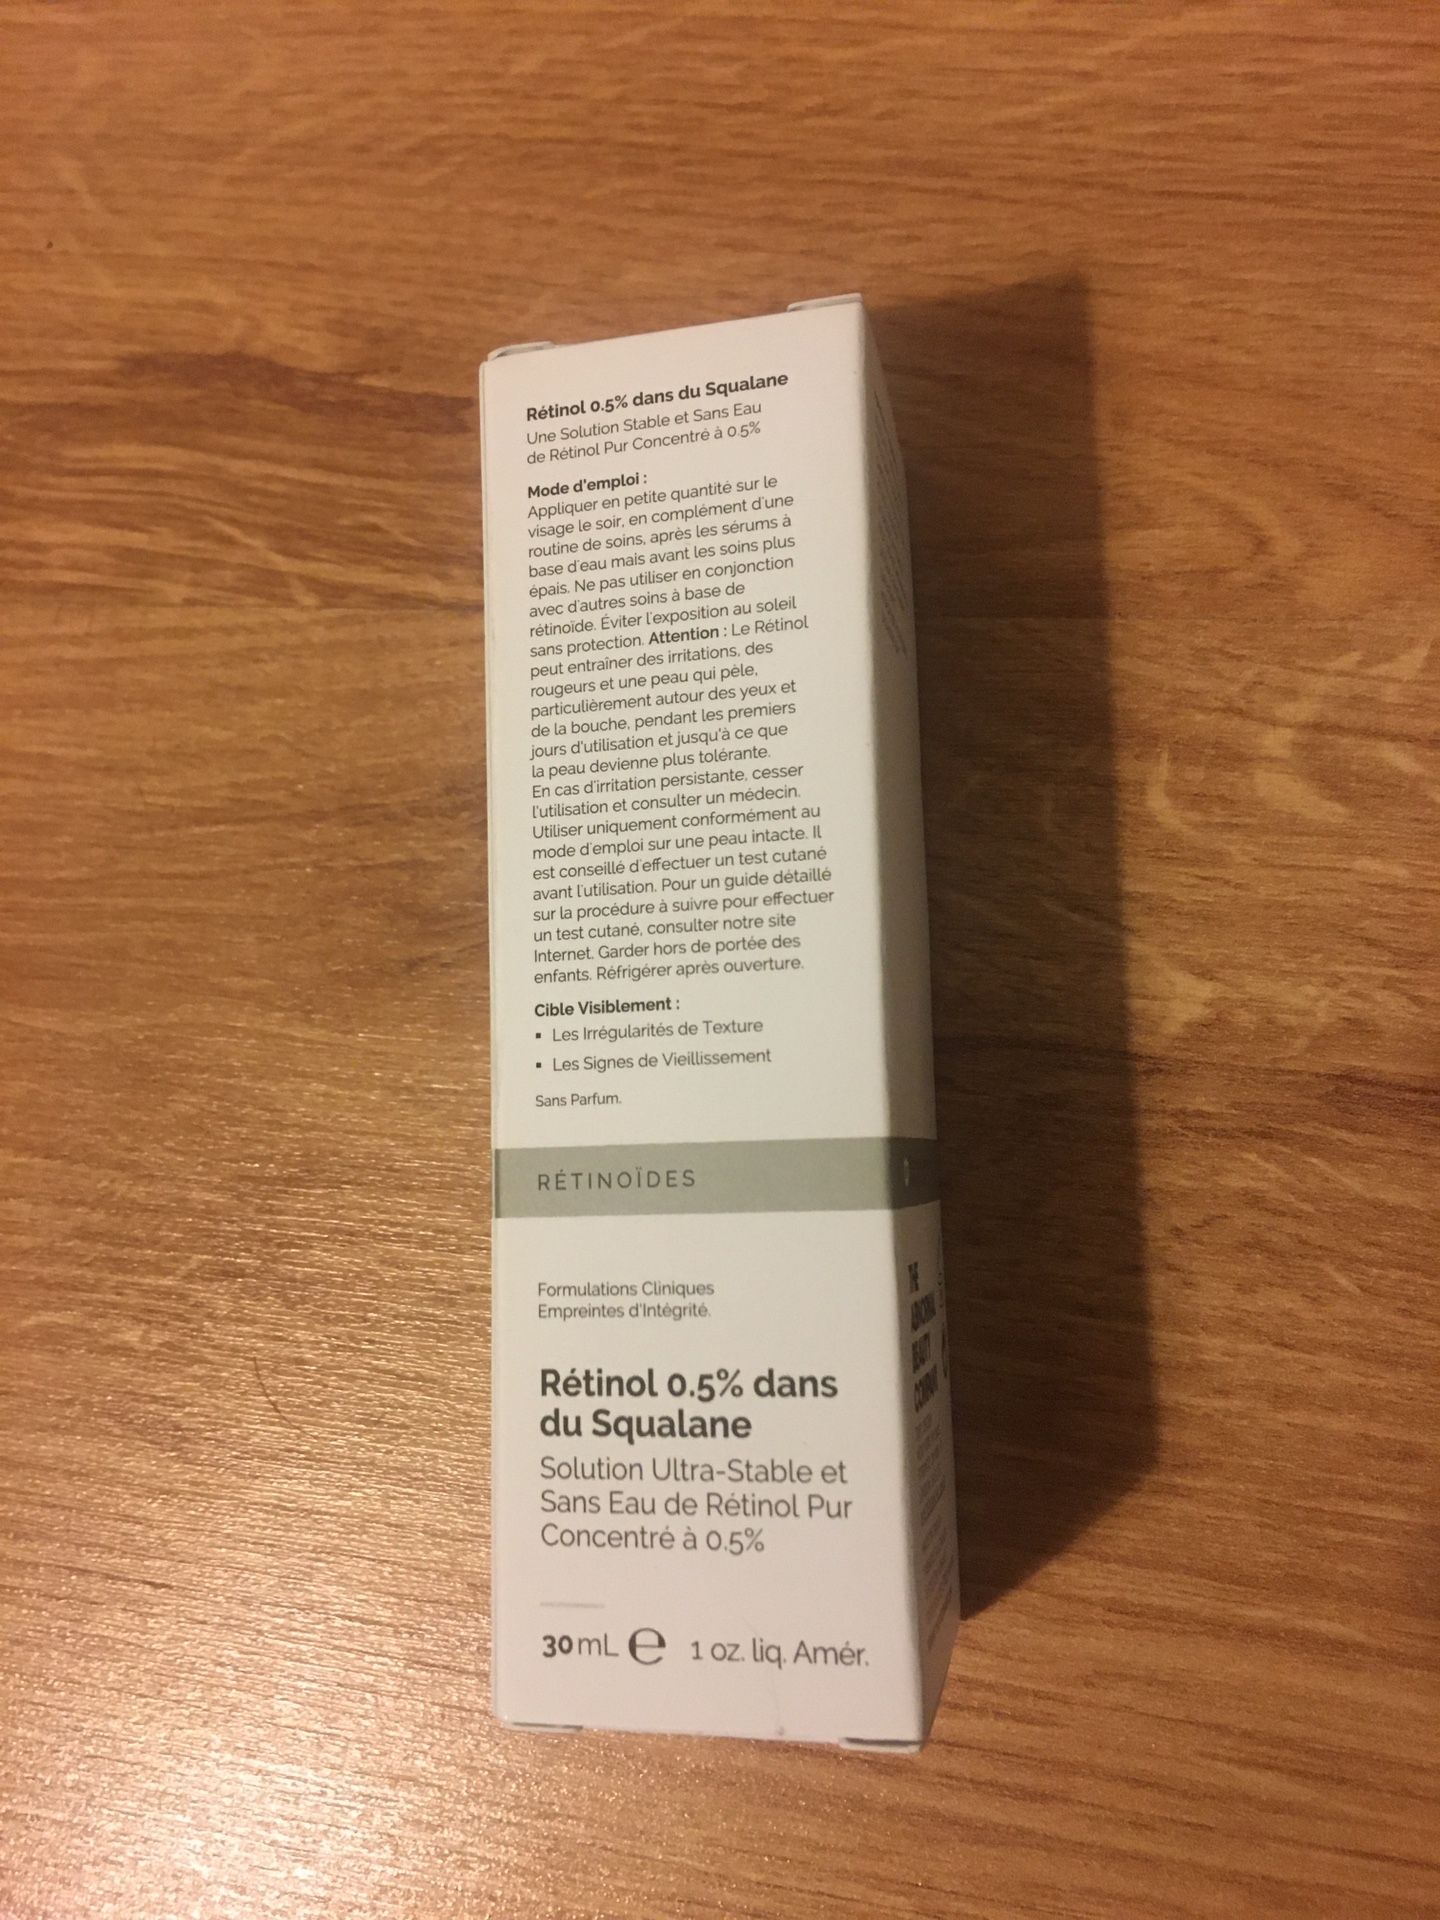 Rétinol 0.5% dans du Squalane
Une Solution Stable et Sans Eau
de Rétinol Pur Concentré à 0.5%
Mode d'emploi :
Appliquer en petite quantité sur le
visage le soir, en complément d'une
routine de soins, après les sérums à
base d'eau mais avant les soins plus
épais. Ne pas utiliser en conjonction
avec d'autres soins à base de
rétinoïde. Éviter l'exposition au soleil
sans protection. Attention : Le Rétinol
peut entraîner des irritations, des
rougeurs et une peau qui pèle,
particulièrement autour des yeux et
de la bouche, pendant les premiers
jours d'utilisation et jusqu'à ce que
la peau devienne plus tolérante.
En cas d'irritation persistante, cesser
l'utilisation et consulter un médecin.
Utiliser uniquement conformément au
mode d'emploi sur une peau intacte. Il
est conseillé d'effectuer un test cutané
avant l'utilisation. Pour un guide détaillé
sur la procédure à suivre pour effectuer
un test cutané, consulter notre site
Internet. Garder hors de portée des
enfants. Réfrigérer après ouverture.
Cible Visiblement :
▪ Les Irrégularités de Texture
▪ Les Signes de Vieillissement
Sans Parfum.
RÉTINOÏDES
Formulations Cliniques
Empreintes d'Intégrité.
Rétinol 0.5% dans
du Squalane
Solution Ultra-Stable et
Sans Eau de Rétinol Pur
Concentré à 0.5%
30 mL e 1 oz. liq. Amér.
THE
ABNORMAL
BEAUTY
COMPANY